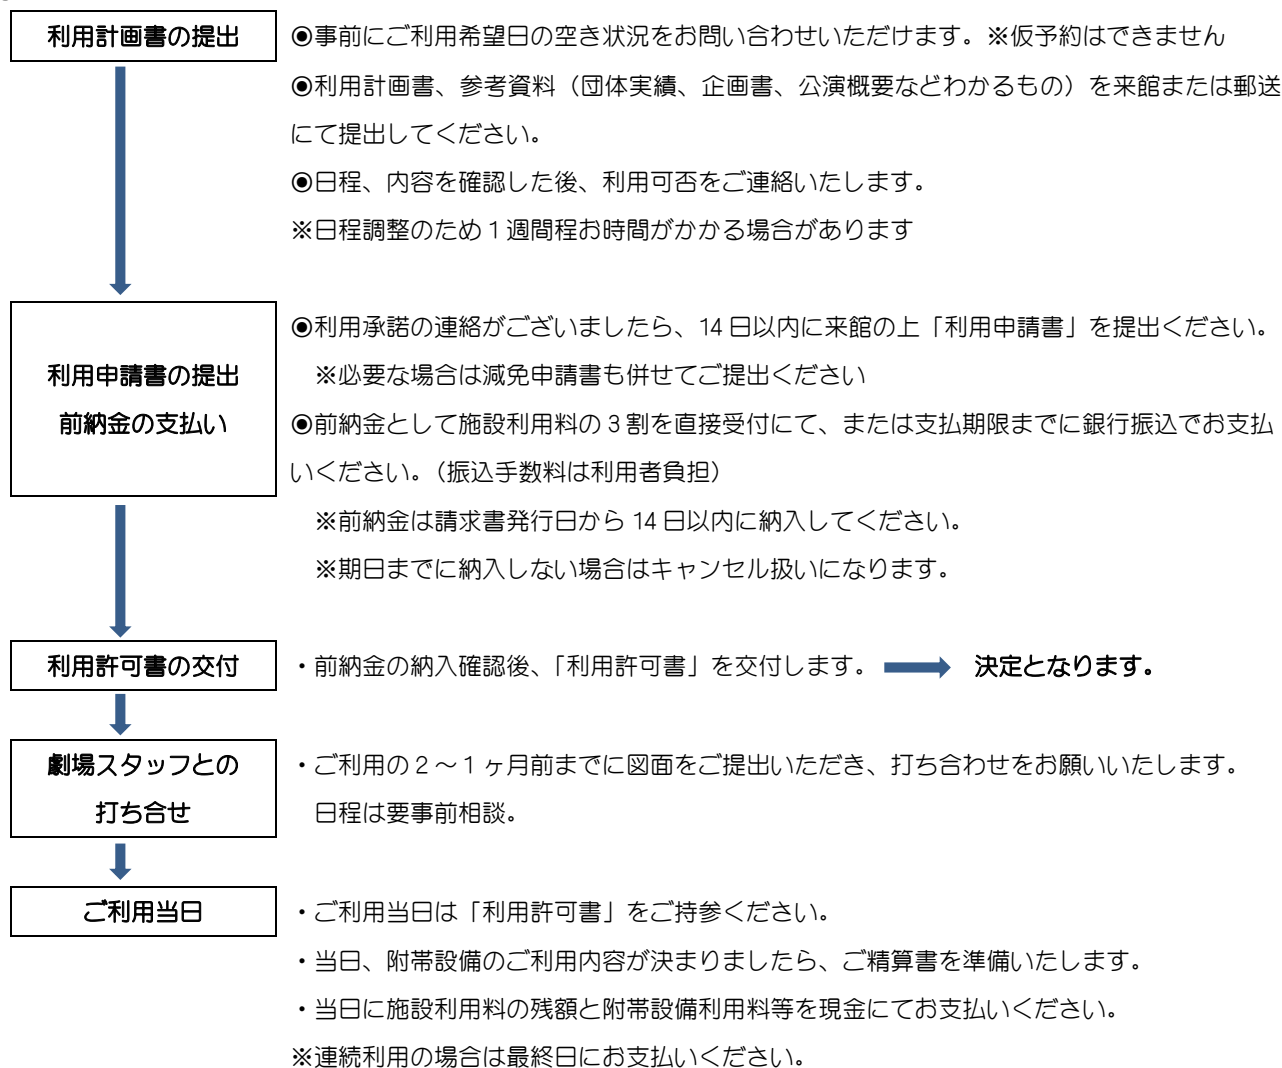 利用計画書の提出
◉事前にご利用希望日の空き状況をお問い合わせいただけます。※仮予約はできません
◉利用計画書、参考資料（団体実績、企画書、公演概要などわかるもの）を来館または郵送
にて提出してください。
◉日程、内容を確認した後、利用可否をご連絡いたします。
※日程調整のため１週間程お時間がかかる場合があります
利用申請書の提出
前納金の支払い
◉利用承諾の連絡がございましたら、14 日以内に来館の上「利用申請書」を提出ください。
※必要な場合は減免申請書も併せてご提出ください
◉前納金として施設利用料の３割を直接受付にて、または支払期限までに銀行振込でお支払
いください。（振込手数料は利用者負担）
※前納金は請求書発行日から 14 日以内に納入してください。
※期日までに納入しない場合はキャンセル扱いになります。
利用許可書の交付
・前納金の納入確認後、「利用許可書」を交付します。 決定となります。
劇場スタッフとの
打ち合せ
・ご利用の２～１ヶ月前までに図面をご提出いただき、打ち合わせをお願いいたします。
日程は要事前相談。
ご利用当日
・ご利用当日は「利用許可書」をご持参ください。
・当日、附帯設備のご利用内容が決まりましたら、ご精算書を準備いたします。
・当日に施設利用料の残額と附帯設備利用料等を現金にてお支払いください。
※連続利用の場合は最終日にお支払いください。